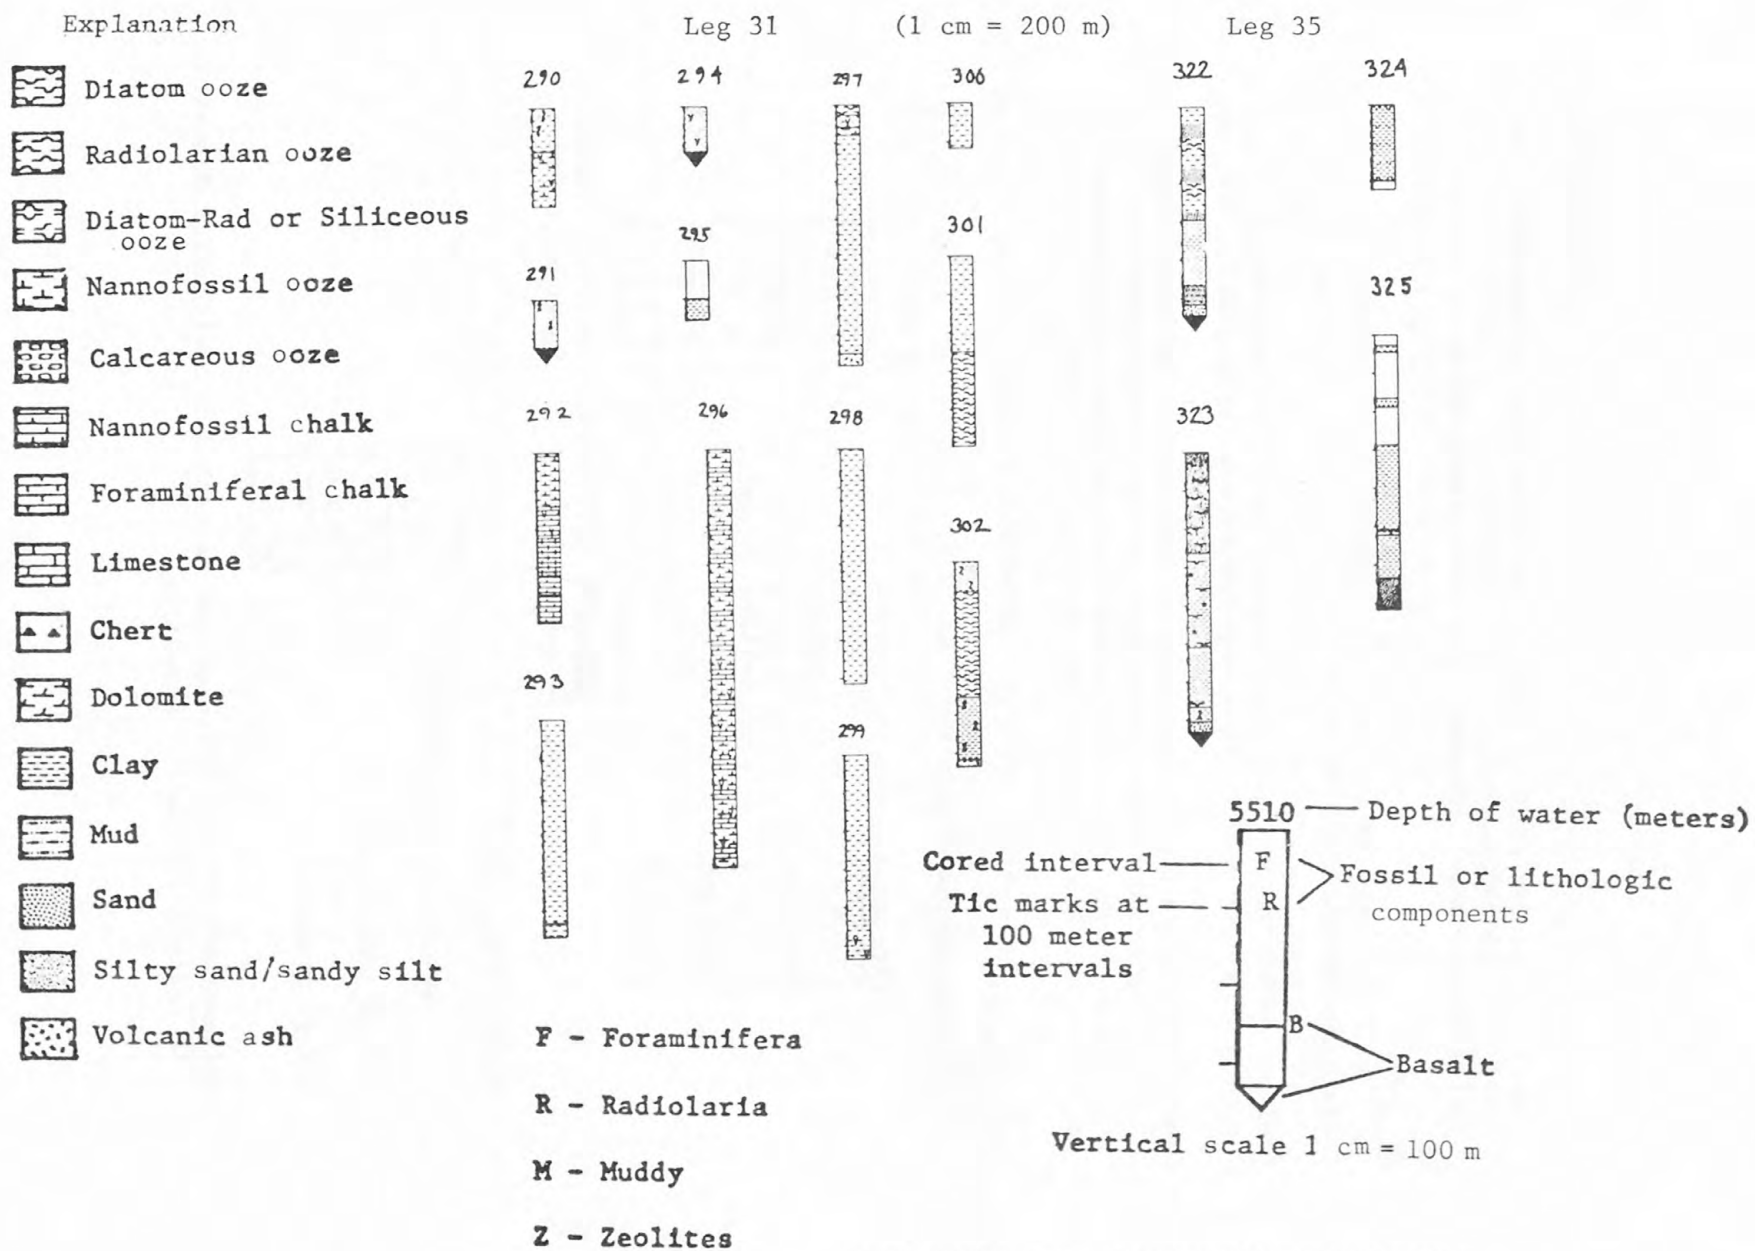 Explanation
Leg 31
(1 cm = 200 m)
Leg 35
Diatom ooze
Radiolarian ooze
Diatom-Rad or Siliceous
ooze
Nannofossil ooze
Calcareous ooze
Nannofossil chalk
Foraminiferal chalk
Limestone
Chert
Dolomite
Clay
Mud
Sand
Silty sand/sandy silt
Volcanic ash
290
291
292
293
294
295
296
297
298
299
306
301
302
322
323
324
325
F - Foraminifera
R - Radiolaria
M - Muddy
Z - Zeolites
5510
Depth of water (meters)
Cored interval
F
Fossil or lithologic
components
Tic marks at
100 meter
intervals
R
B
Basalt
Vertical scale 1 cm = 100 m